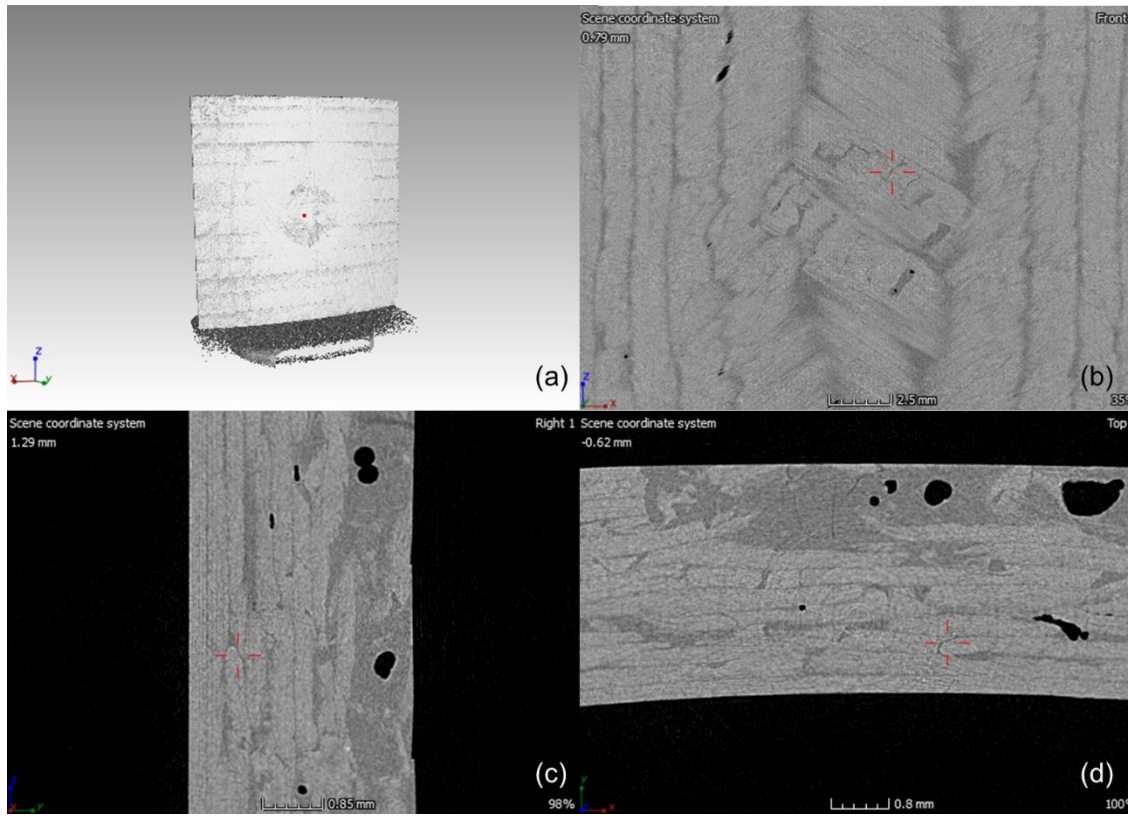 z
x
y
(a)
Scene coordinate system
0.79 mm
Front
z
x
2.5 mm
35%
(b)
Scene coordinate system
1.29 mm
Right 1
z
y
0.85 mm
98%
(c)
Scene coordinate system
-0.62 mm
Top
y
x
0.8 mm
100%
(d)